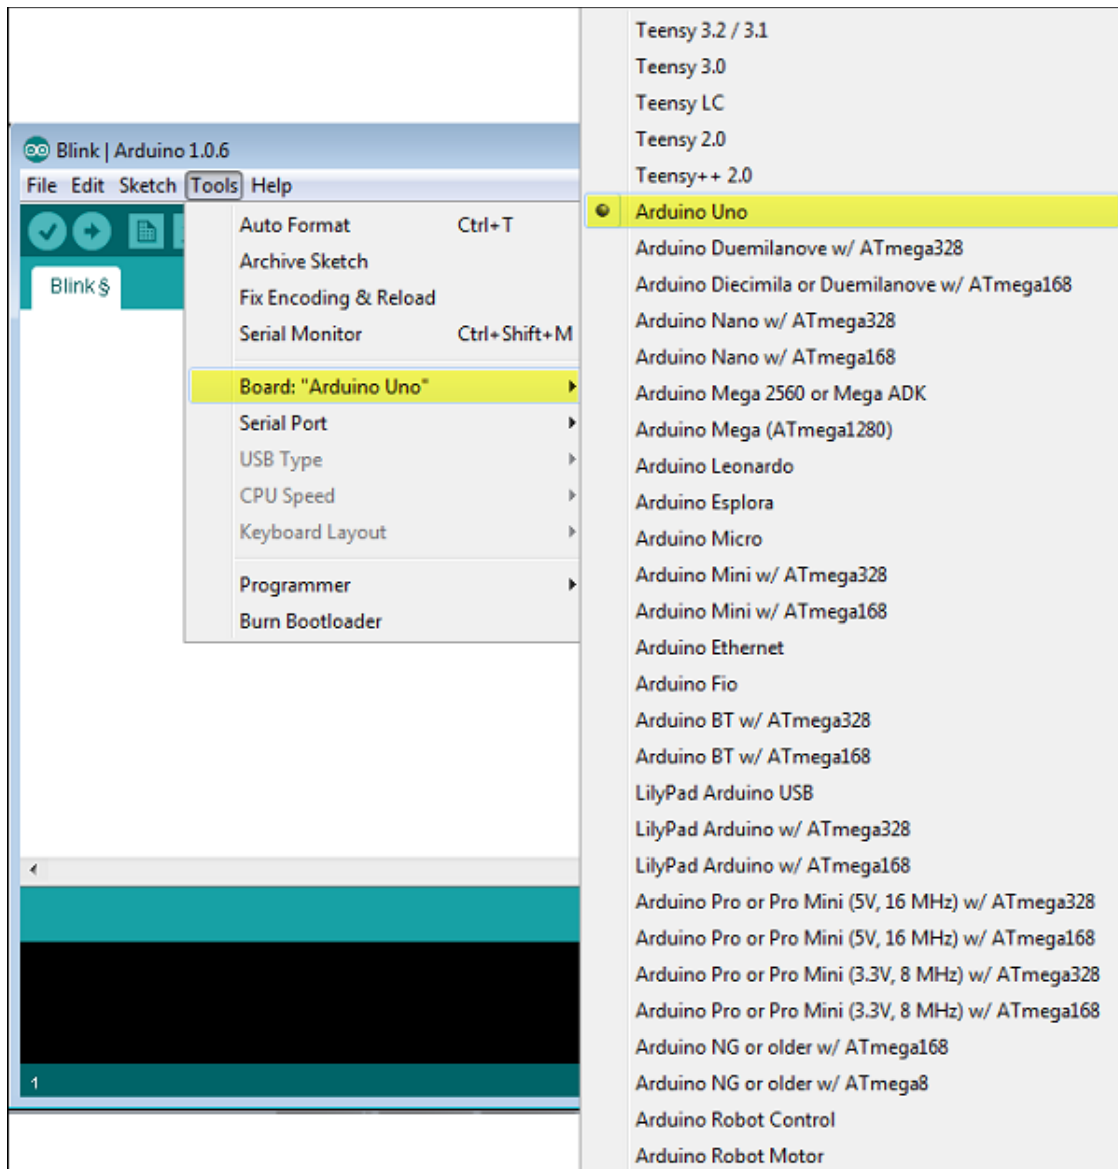 Blink | Arduino 1.0.6
File Edit Sketch Tools Help
Blink §
Auto Format Ctrl+T
Archive Sketch
Fix Encoding & Reload
Serial Monitor Ctrl+Shift+M
Board: "Arduino Uno"
Serial Port
USB Type
CPU Speed
Keyboard Layout
Programmer
Burn Bootloader
1
Teensy 3.2 / 3.1
Teensy 3.0
Teensy LC
Teensy 2.0
Teensy++ 2.0
Arduino Uno
Arduino Duemilanove w/ ATmega328
Arduino Diecimila or Duemilanove w/ ATmega168
Arduino Nano w/ ATmega328
Arduino Nano w/ ATmega168
Arduino Mega 2560 or Mega ADK
Arduino Mega (ATmega1280)
Arduino Leonardo
Arduino Esplora
Arduino Micro
Arduino Mini w/ ATmega328
Arduino Mini w/ ATmega168
Arduino Ethernet
Arduino Fio
Arduino BT w/ ATmega328
Arduino BT w/ ATmega168
LilyPad Arduino USB
LilyPad Arduino w/ ATmega328
LilyPad Arduino w/ ATmega168
Arduino Pro or Pro Mini (5V, 16 MHz) w/ ATmega328
Arduino Pro or Pro Mini (5V, 16 MHz) w/ ATmega168
Arduino Pro or Pro Mini (3.3V, 8 MHz) w/ ATmega328
Arduino Pro or Pro Mini (3.3V, 8 MHz) w/ ATmega168
Arduino NG or older w/ ATmega168
Arduino NG or older w/ ATmega8
Arduino Robot Control
Arduino Robot Motor